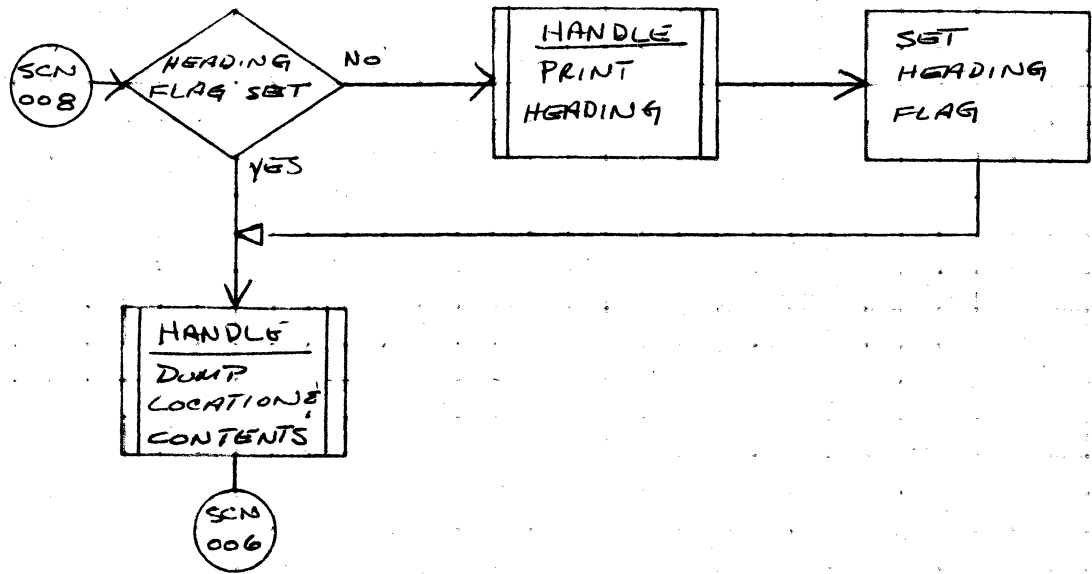 SCN
008
HEADING
FLAG SET
NO
YES
HANDLE
PRINT
HEADING
SET
HEADING
FLAG
HANDLE
DUMP
LOCATION &
CONTENTS
SCN
006